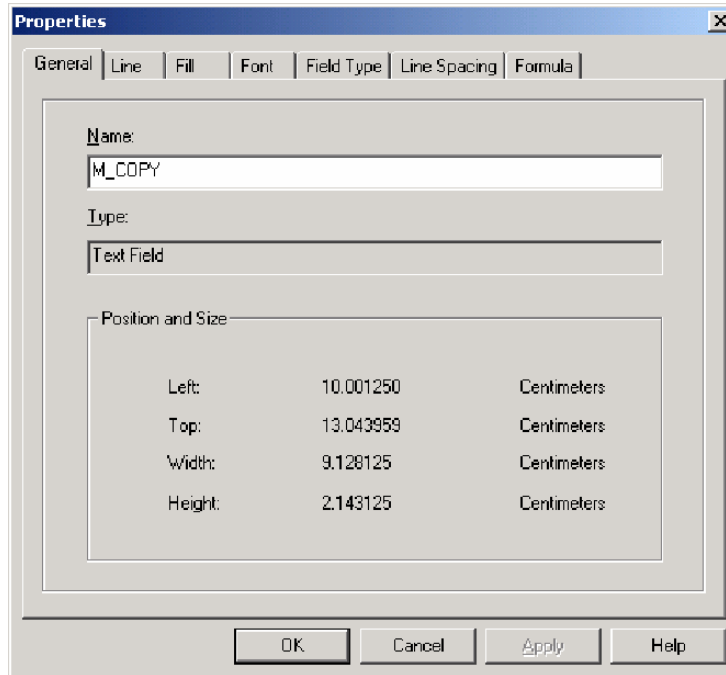 Properties
General Line Fill Font Field Type Line Spacing Formula
Name:
M_COPY
Type:
Text Field
Position and Size
Left: 10.001250 Centimeters
Top: 13.043959 Centimeters
Width: 9.128125 Centimeters
Height: 2.143125 Centimeters
OK Cancel Apply Help